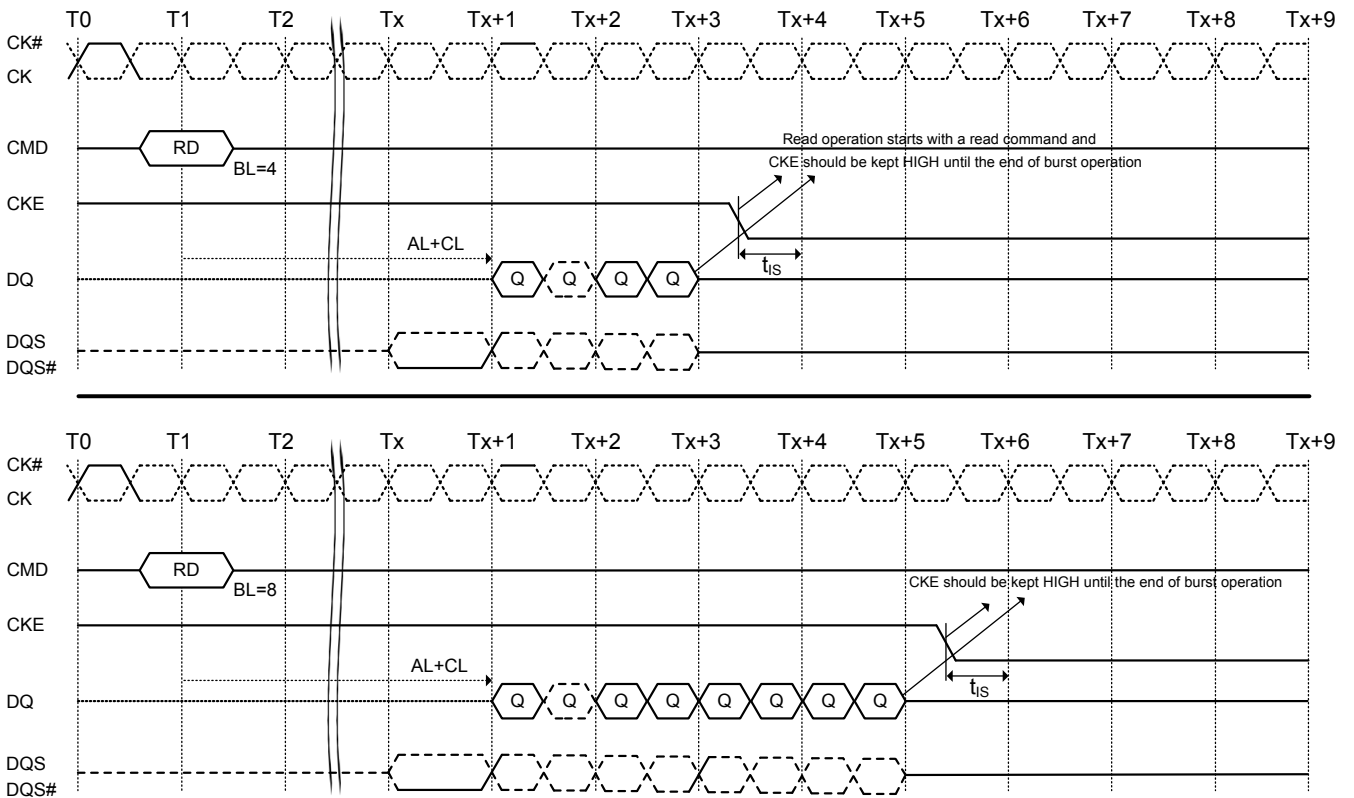 T0 T1 T2 Tx Tx+1 Tx+2 Tx+3 Tx+4 Tx+5 Tx+6 Tx+7 Tx+8 Tx+9
CK#
CK
Read operation starts with a read command and
CMD RD
CKE should be kept HIGH until the end of burst operation
BL=4
CKE
AL+CL
tIS
DQ Q Q Q Q
DQS
DQS#
T0 T1 T2 Tx Tx+1 Tx+2 Tx+3 Tx+4 Tx+5 Tx+6 Tx+7 Tx+8 Tx+9
CK#
CK
CMD RD
CKE should be kept HIGH until the end of burst operation
BL=8
CKE
AL+CL
tIS
DQ Q Q Q Q Q Q Q Q
DQS
DQS#